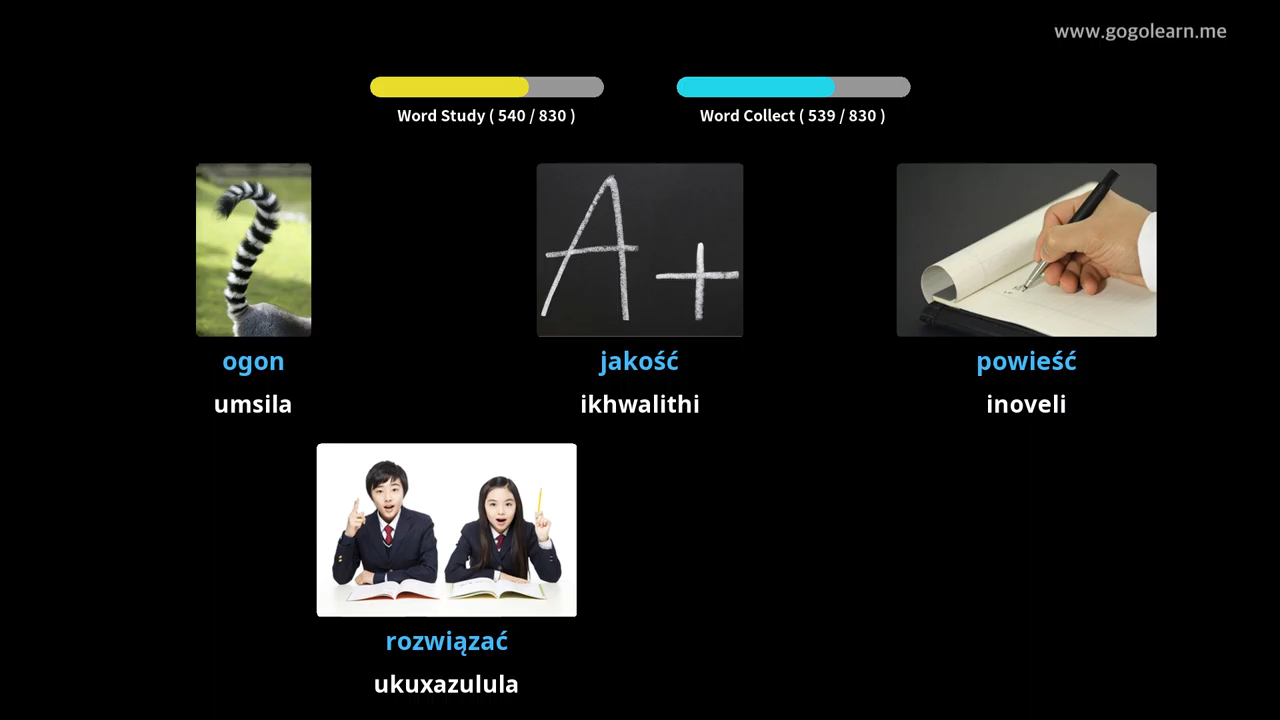 www.gogolearn.me
Word Study ( 540 / 830 )
Word Collect ( 539 / 830 )
A+
ogon
jakość
powieść
umsila
ikhwalithi
inoveli
rozwiązać
ukuxazulula